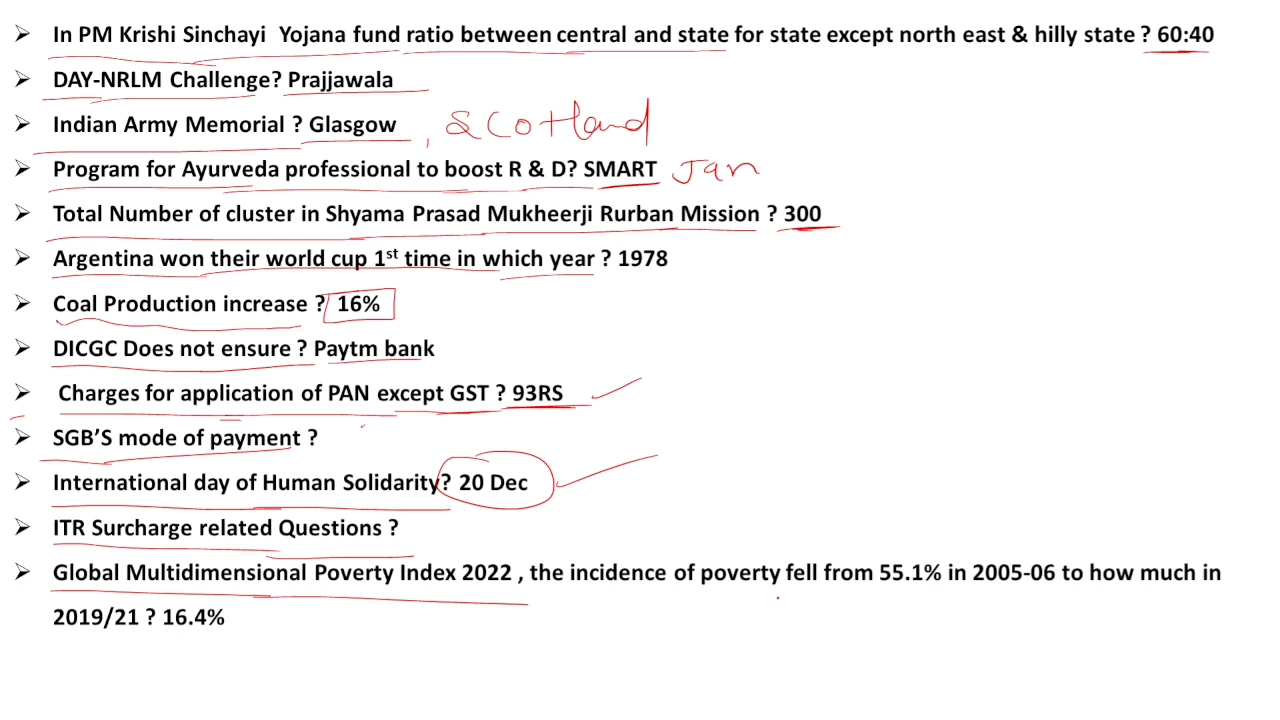 ➢ In PM Krishi Sinchayi Yojana fund ratio between central and state for state except north east & hilly state ? 60:40
➢ DAY-NRLM Challenge? Prajjawala
➢ Indian Army Memorial ? Glasgow , Scotland
➢ Program for Ayurveda professional to boost R & D? SMART Jan
➢ Total Number of cluster in Shyama Prasad Mukheerji Rurban Mission ? 300
➢ Argentina won their world cup 1st time in which year ? 1978
➢ Coal Production increase ? 16%
➢ DICGC Does not ensure ? Paytm bank
➢ Charges for application of PAN except GST ? 93RS
➢ SGB'S mode of payment ?
➢ International day of Human Solidarity? 20 Dec
➢ ITR Surcharge related Questions ?
➢ Global Multidimensional Poverty Index 2022 , the incidence of poverty fell from 55.1% in 2005-06 to how much in
2019/21 ? 16.4%